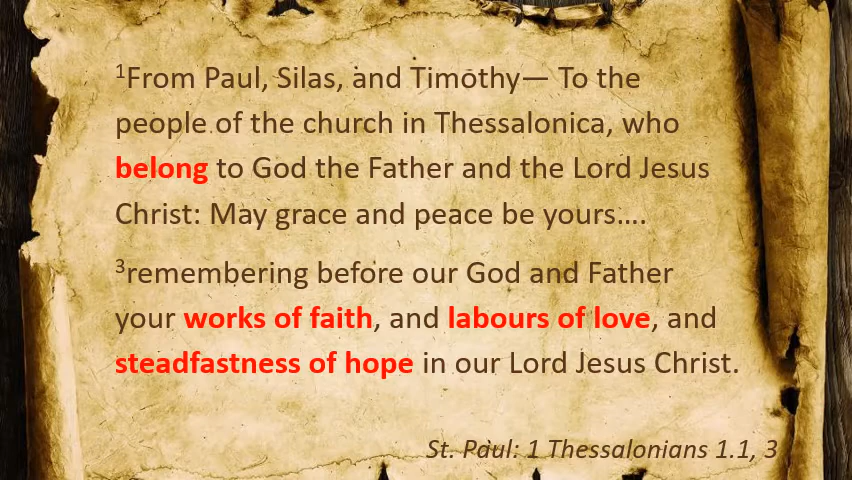 ¹From Paul, Silas, and Timothy— To the
people of the church in Thessalonica, who
belong to God the Father and the Lord Jesus
Christ: May grace and peace be yours….
³remembering before our God and Father
your works of faith, and labours of love, and
steadfastness of hope in our Lord Jesus Christ.
St. Paul: 1 Thessalonians 1.1, 3